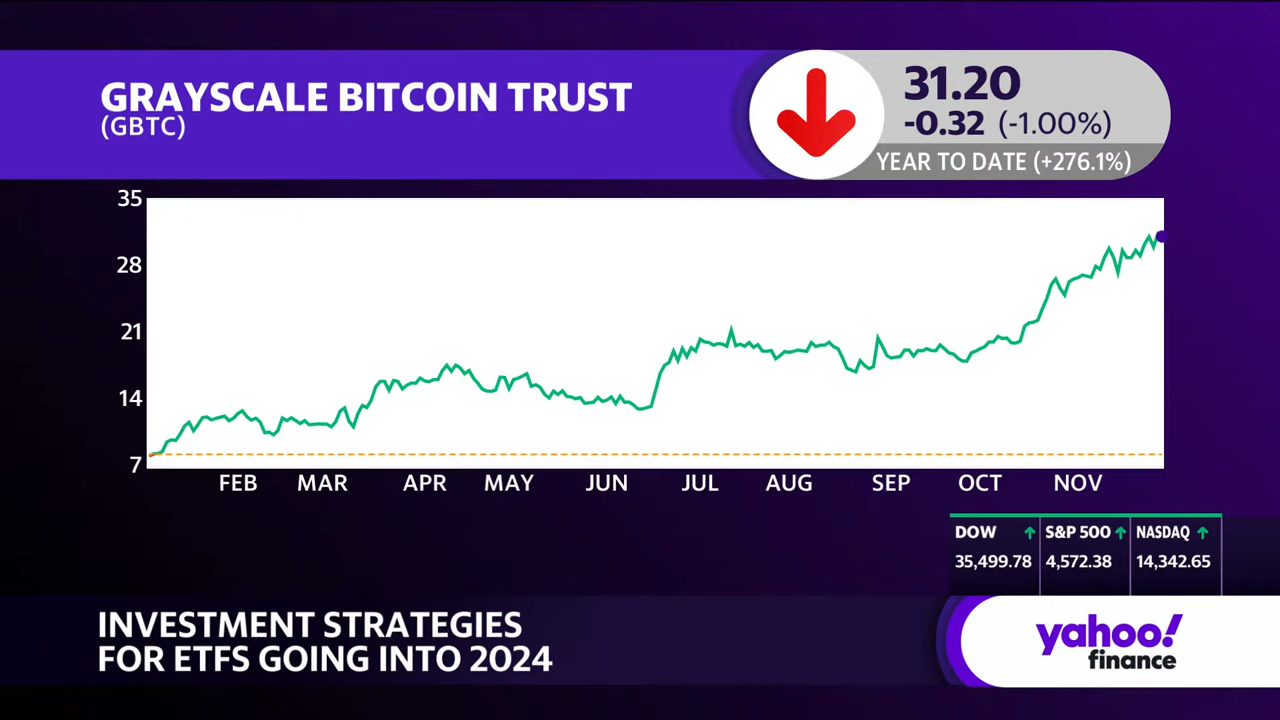 GRAYSCALE BITCOIN TRUST
(GBTC)
31.20
-0.32 (-1.00%)
YEAR TO DATE (+276.1%)
35
28
21
14
7
FEB MAR APR MAY JUN JUL AUG SEP OCT NOV
DOW S&P 500 NASDAQ
35,499.78 4,572.38 14,342.65
INVESTMENT STRATEGIES
FOR ETFS GOING INTO 2024
yahoo!
finance